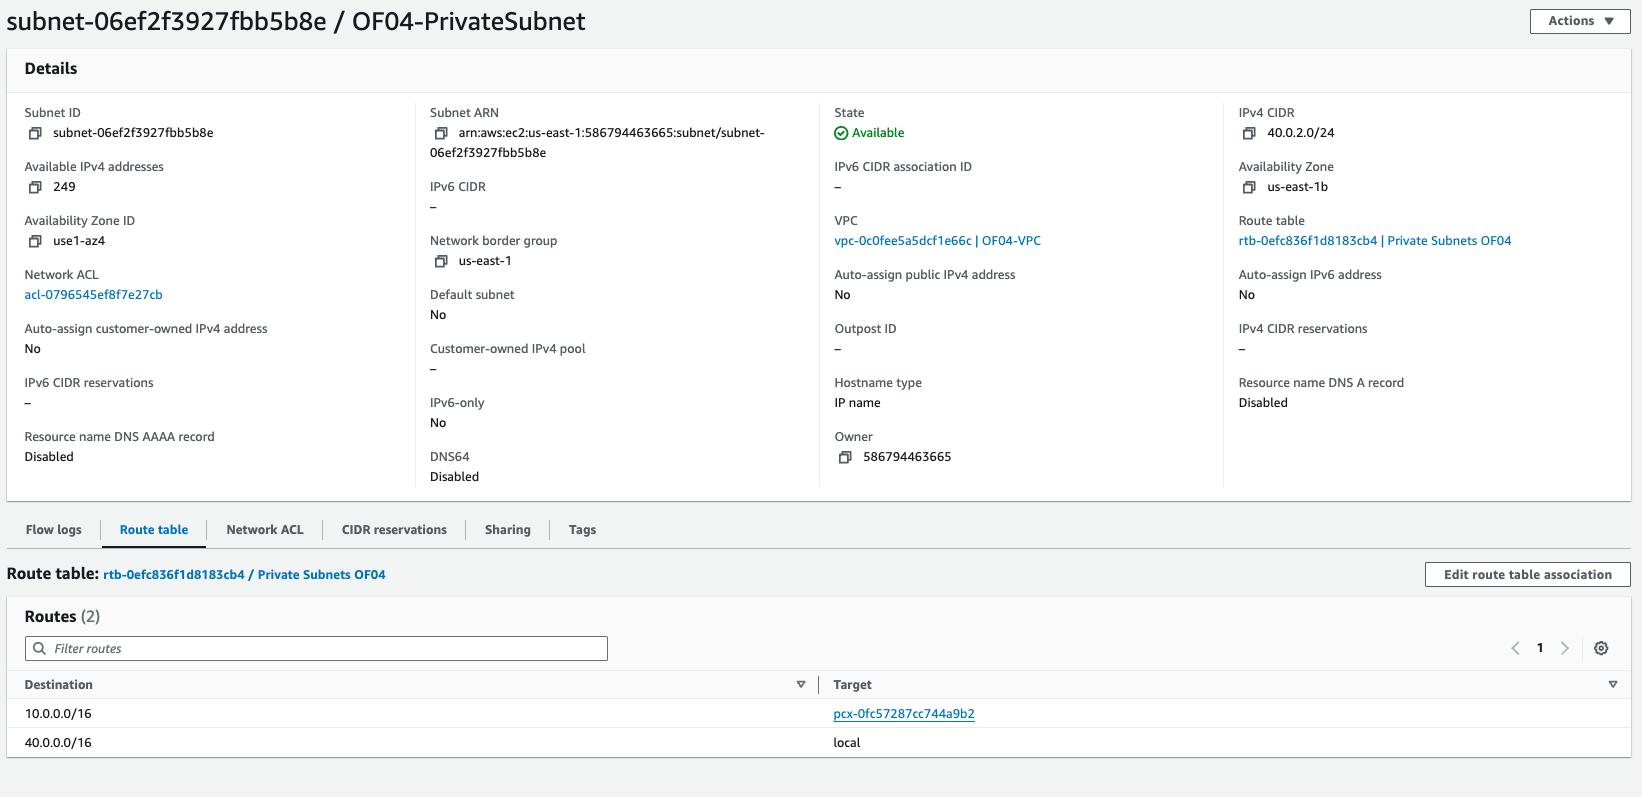 subnet-06ef2f3927fbb5b8e / OF04-PrivateSubnet
Actions
Details
Subnet ID
subnet-06ef2f3927fbb5b8e
Available IPv4 addresses
249
Availability Zone ID
use1-az4
Network ACL
acl-0796545ef8f7e27cb
Auto-assign customer-owned IPv4 address
No
IPv6 CIDR reservations
–
Resource name DNS AAAA record
Disabled
Subnet ARN
arn:aws:ec2:us-east-1:586794463665:subnet/subnet-
06ef2f3927fbb5b8e
IPv6 CIDR
–
Network border group
us-east-1
Default subnet
No
Customer-owned IPv4 pool
–
IPv6-only
No
DNS64
Disabled
State
Available
IPv6 CIDR association ID
–
VPC
vpc-0c0fee5a5dcf1e66c | OF04-VPC
Auto-assign public IPv4 address
No
Outpost ID
–
Hostname type
IP name
Owner
586794463665
IPv4 CIDR
40.0.2.0/24
Availability Zone
us-east-1b
Route table
rtb-0efc836f1d8183cb4 | Private Subnets OF04
Auto-assign IPv6 address
No
IPv4 CIDR reservations
–
Resource name DNS A record
Disabled
Flow logs Route table Network ACL CIDR reservations Sharing Tags
Route table: rtb-0efc836f1d8183cb4 / Private Subnets OF04
Edit route table association
Routes (2)
Filter routes
1
Destination Target
10.0.0.0/16 pcx-0fc57287cc744a9b2
40.0.0.0/16 local